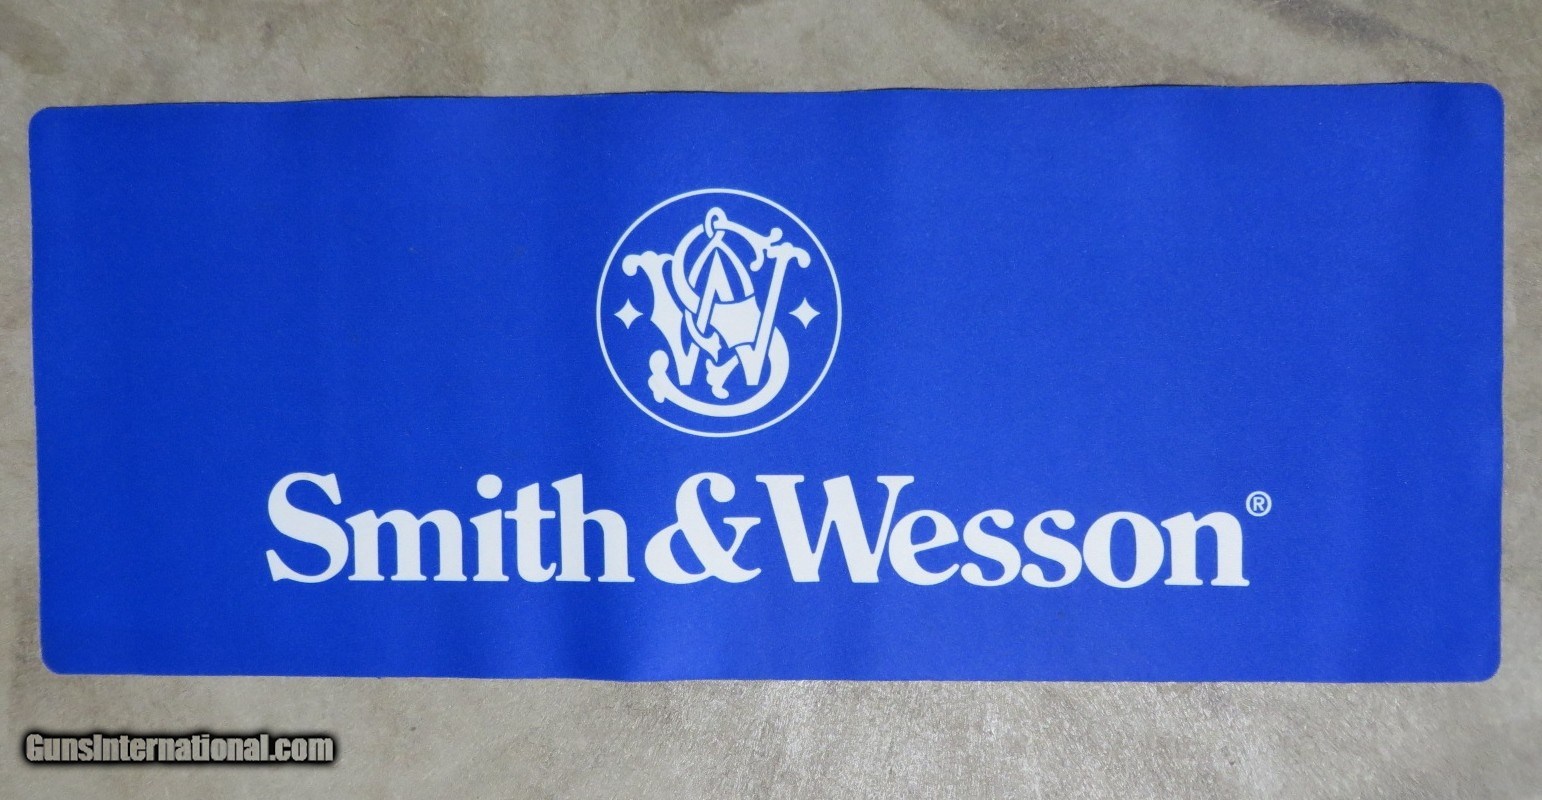 S&W
Smith & Wesson®
GunsInternational.com